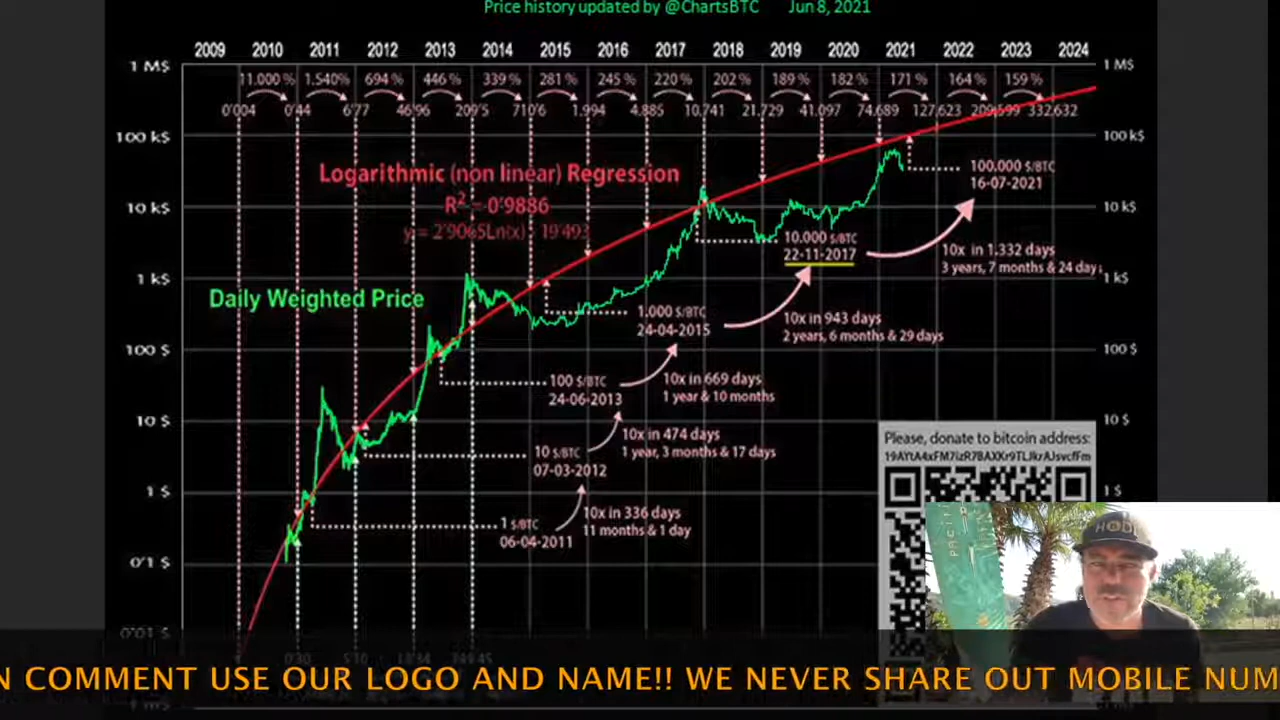 Price history updated by @ChartsBTC Jun 8, 2021
2009 2010 2011 2012 2013 2014 2015 2016 2017 2018 2019 2020 2021 2022 2023 2024
1 M$ 1 M$
11.000 % 1.540% 694 % 446 % 339 % 281 % 245 % 220 % 202 % 189 % 182 % 171 % 164 % 159 %
0'004 0'44 6'77 46'96 209'5 710'6 1.994 4.885 10.741 21.729 41.097 74.689 127.623 209.599 332.632
100 k$ 100 k$
Logarithmic (non linear) Regression
R² = 0'9886
y = 2'9065Ln(x) - 19'493
100.000 $/BTC
16-07-2021
10 k$ 10 k$
10.000 $/BTC
22-11-2017
10x in 1.332 days
3 years, 7 months & 24 days
1 k$ 1 k$
Daily Weighted Price
1.000 $/BTC
24-04-2015
10x in 943 days
2 years, 6 months & 29 days
100 $ 100 $
100 $/BTC
24-06-2013
10x in 669 days
1 year & 10 months
10 $ 10 $
10 $/BTC
07-03-2012
10x in 474 days
1 year, 3 months & 17 days
Please, donate to bitcoin address:
1 $ 1 $
1 $/BTC
06-04-2011
10x in 336 days
11 months & 1 day
0'1 $
0'01 $
PACIFIC
HODL
N COMMENT USE OUR LOGO AND NAME!! WE NEVER SHARE OUT MOBILE NUM